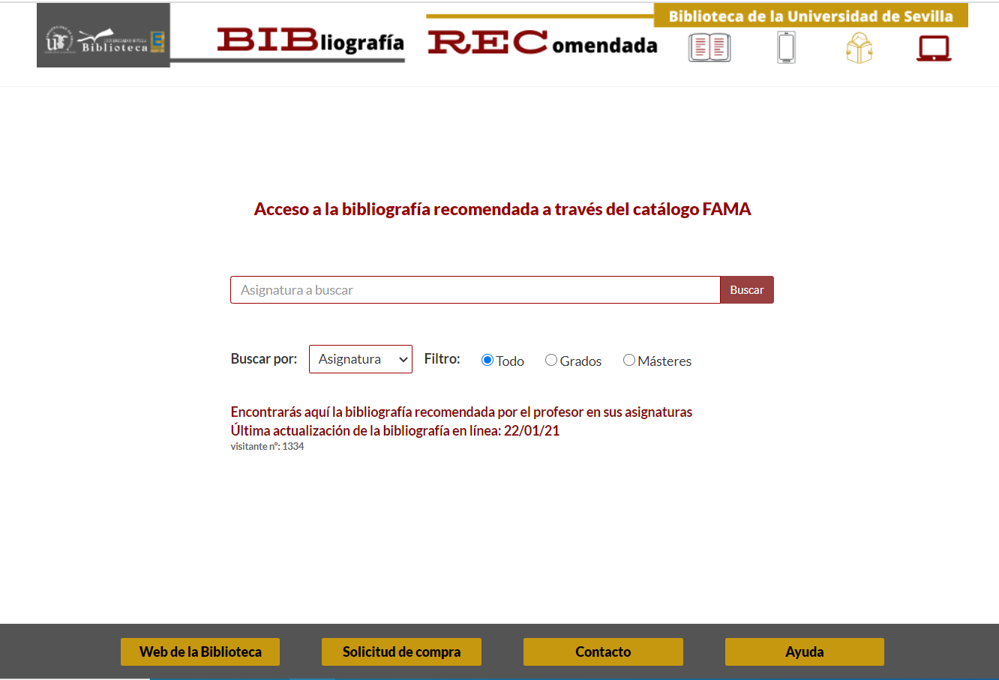 Biblioteca de la Universidad de Sevilla
UNIVERSIDAD DE SEVILLA
Biblioteca
BIBliografía REComendada
Acceso a la bibliografía recomendada a través del catálogo FAMA
Asignatura a buscar Buscar
Buscar por: Asignatura Filtro: Todo Grados Másteres
Encontrarás aquí la bibliografía recomendada por el profesor en sus asignaturas
Última actualización de la bibliografía en línea: 22/01/21
visitante nº: 1334
Web de la Biblioteca Solicitud de compra Contacto Ayuda